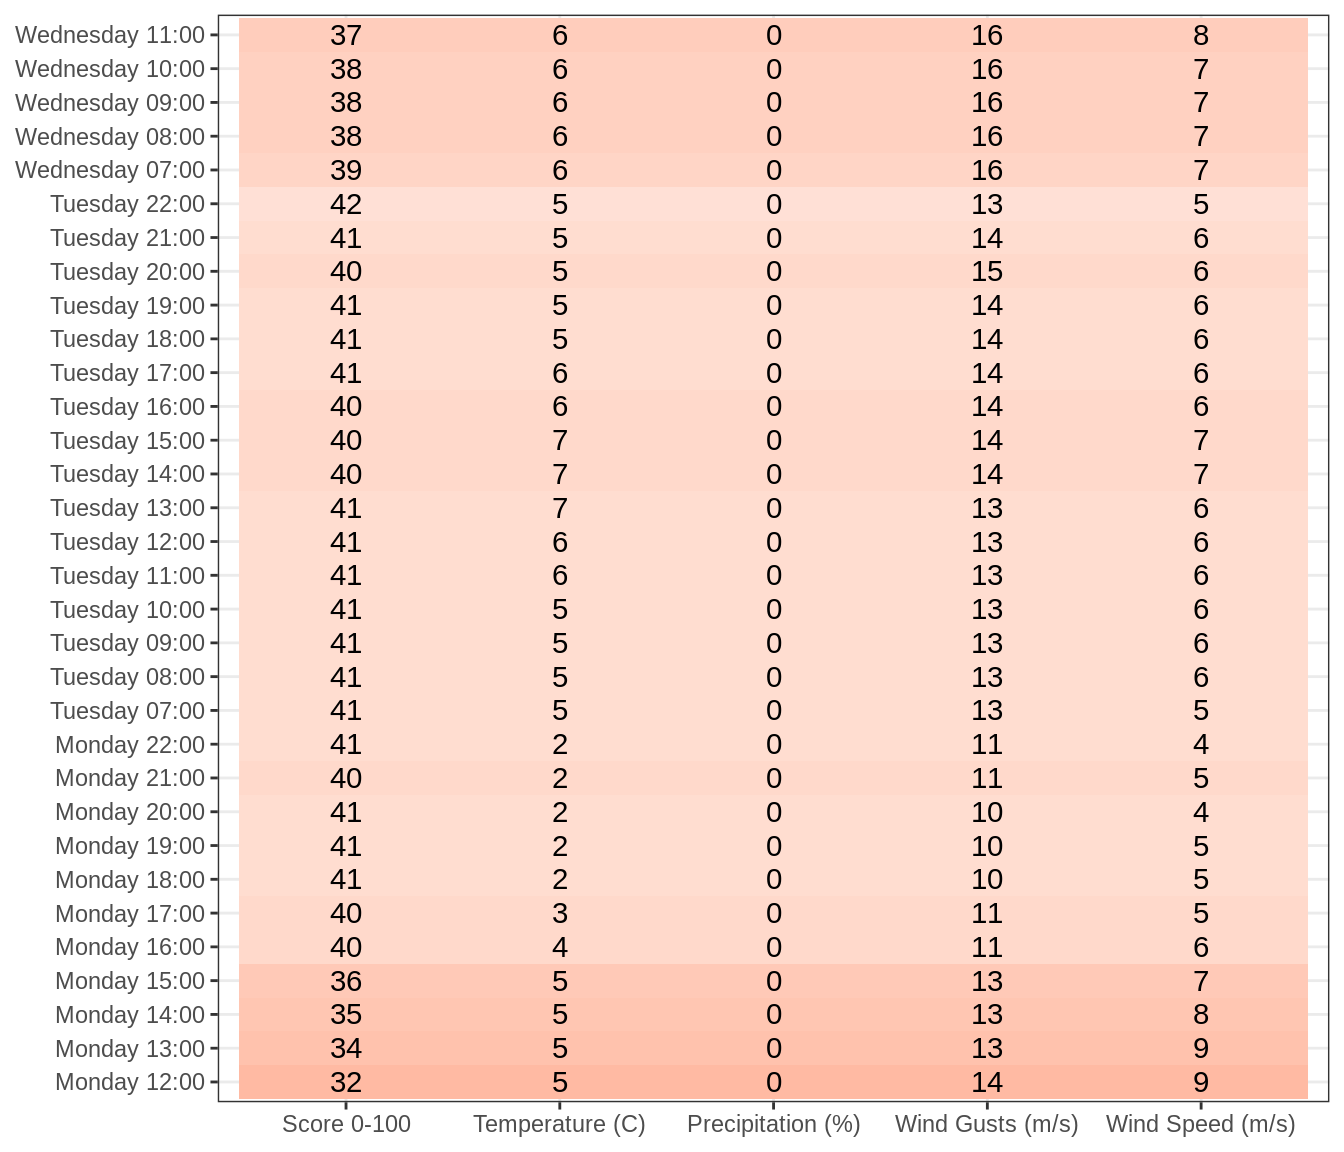 Wednesday 11:00 37 6 0 16 8
Wednesday 10:00 38 6 0 16 7
Wednesday 09:00 38 6 0 16 7
Wednesday 08:00 38 6 0 16 7
Wednesday 07:00 39 6 0 16 7
Tuesday 22:00 42 5 0 13 5
Tuesday 21:00 41 5 0 14 6
Tuesday 20:00 40 5 0 15 6
Tuesday 19:00 41 5 0 14 6
Tuesday 18:00 41 5 0 14 6
Tuesday 17:00 41 6 0 14 6
Tuesday 16:00 40 6 0 14 6
Tuesday 15:00 40 7 0 14 7
Tuesday 14:00 40 7 0 14 7
Tuesday 13:00 41 7 0 13 6
Tuesday 12:00 41 6 0 13 6
Tuesday 11:00 41 6 0 13 6
Tuesday 10:00 41 5 0 13 6
Tuesday 09:00 41 5 0 13 6
Tuesday 08:00 41 5 0 13 6
Tuesday 07:00 41 5 0 13 5
Monday 22:00 41 2 0 11 4
Monday 21:00 40 2 0 11 5
Monday 20:00 41 2 0 10 4
Monday 19:00 41 2 0 10 5
Monday 18:00 41 2 0 10 5
Monday 17:00 40 3 0 11 5
Monday 16:00 40 4 0 11 6
Monday 15:00 36 5 0 13 7
Monday 14:00 35 5 0 13 8
Monday 13:00 34 5 0 13 9
Monday 12:00 32 5 0 14 9
Score 0-100 Temperature (C) Precipitation (%) Wind Gusts (m/s) Wind Speed (m/s)